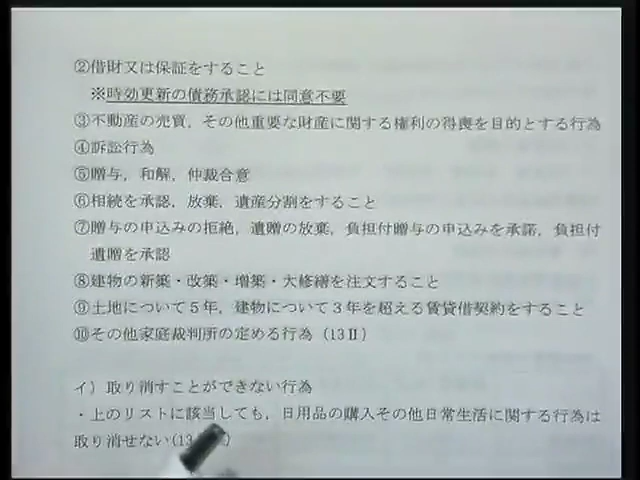 ②借財又は保証をすること
※時効更新の債務承認には同意不要
③不動産の売買，その他重要な財産に関する権利の得喪を目的とする行為
④訴訟行為
⑤贈与，和解，仲裁合意
⑥相続を承認，放棄，遺産分割をすること
⑦贈与の申込みの拒絶，遺贈の放棄，負担付贈与の申込みを承諾，負担付
遺贈を承認
⑧建物の新築・改築・増築・大修繕を注文すること
⑨土地について５年，建物について３年を超える賃貸借契約をすること
⑩その他家庭裁判所の定める行為（13Ⅱ）
イ）取り消すことができない行為
・上のリストに該当しても，日用品の購入その他日常生活に関する行為は
取り消せない(13